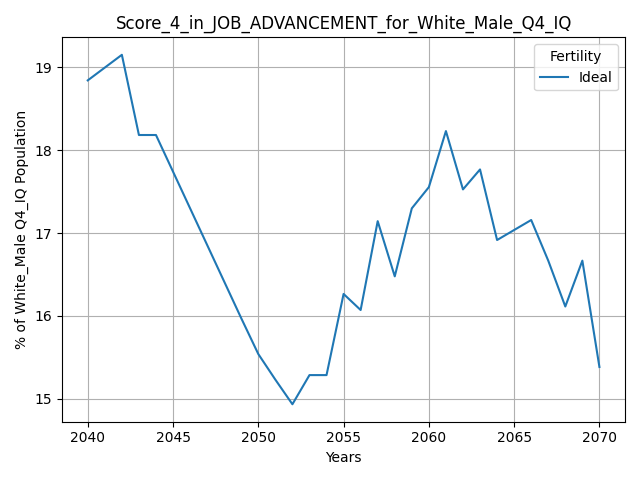 Score_4_in_JOB_ADVANCEMENT_for_White_Male_Q4_IQ
Fertility
Ideal
% of White_Male Q4_IQ Population
19
18
17
16
15
2040 2045 2050 2055 2060 2065 2070
Years